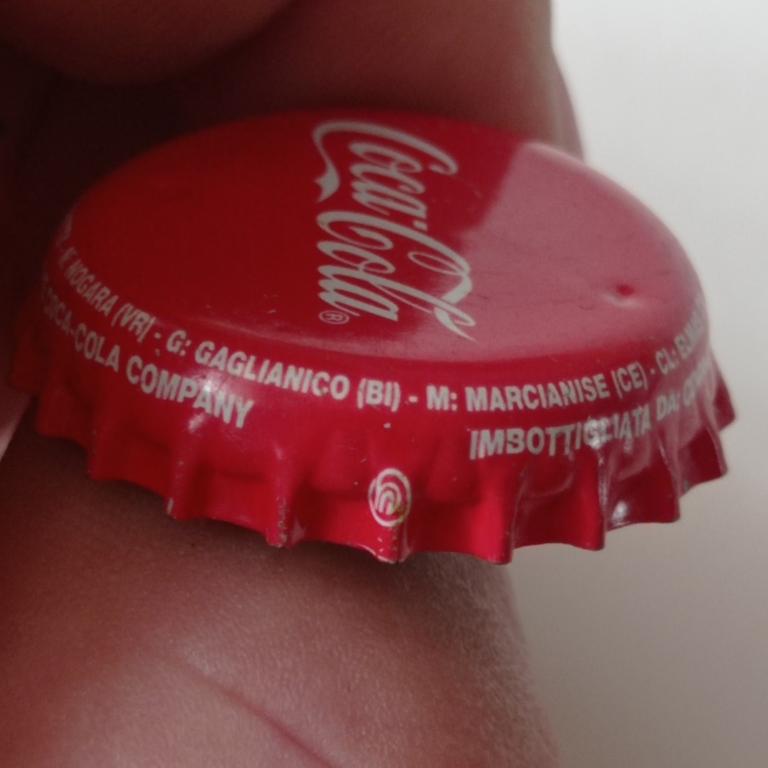 Coca-Cola®
NOGARA (VR) - G: GAGLIANICO (BI) - M: MARCIANISE (CE) - CL:
COCA-COLA COMPANY
IMBOTTIGLIATA DA: